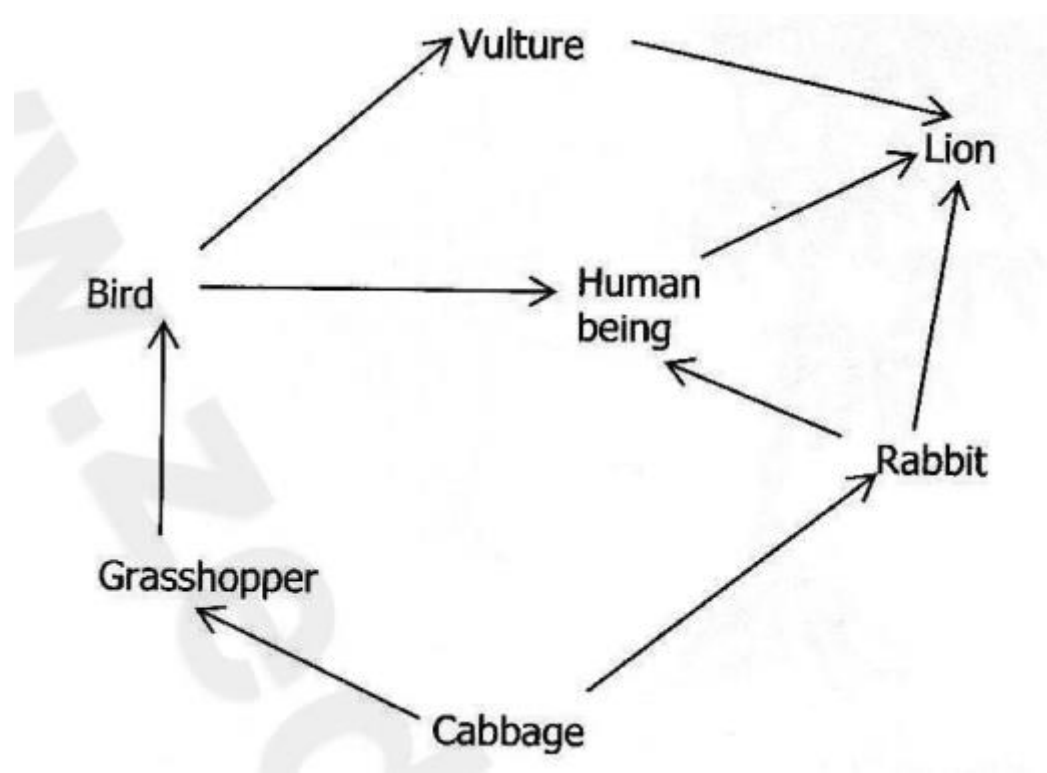 Vulture
Lion
Bird
Human
being
Rabbit
Grasshopper
Cabbage